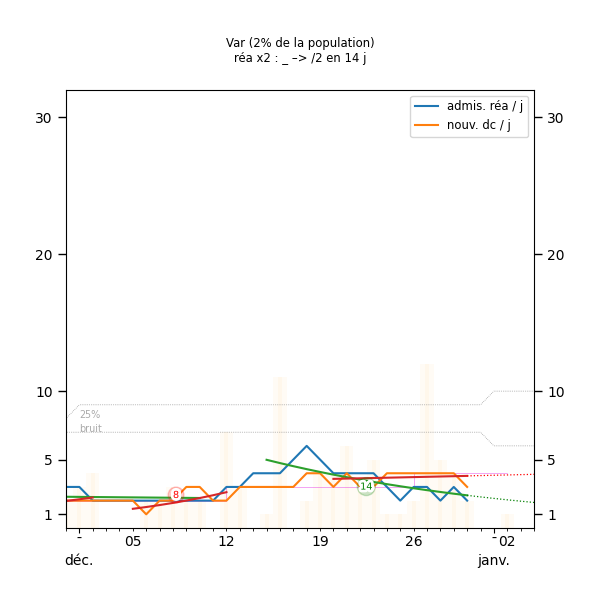 Var (2% de la population)
réa x2 : _ –> /2 en 14 j
admis. réa / j
nouv. dc / j
30 30
20 20
10 10
25%
bruit
5 5
8 14
1 1
- 05 12 19 26 - 02
déc. janv.